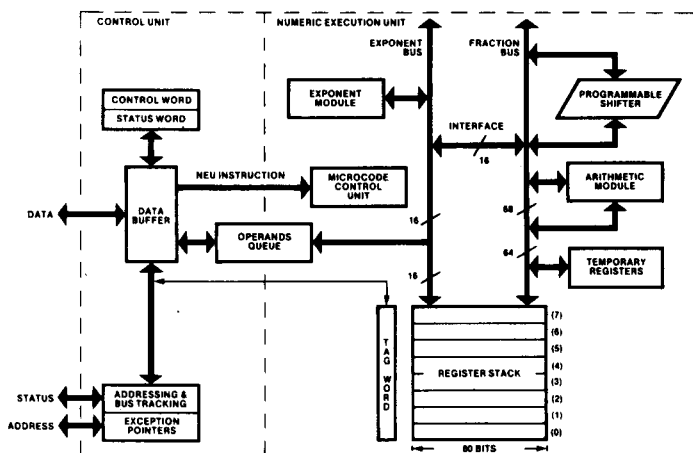 CONTROL UNIT
NUMERIC EXECUTION UNIT
EXPONENT
BUS
FRACTION
BUS
EXPONENT
MODULE
PROGRAMMABLE
SHIFTER
CONTROL WORD
STATUS WORD
INTERFACE
16
NEU INSTRUCTION
MICROCODE
CONTROL
UNIT
ARITHMETIC
MODULE
DATA
DATA
BUFFER
OPERANDS
QUEUE
16
68
64
16
TEMPORARY
REGISTERS
TAG WORD
REGISTER STACK
(7)
(6)
(5)
(4)
(3)
(2)
(1)
(0)
STATUS
ADDRESS
ADDRESSING &
BUS TRACKING
EXCEPTION
POINTERS
80 BITS